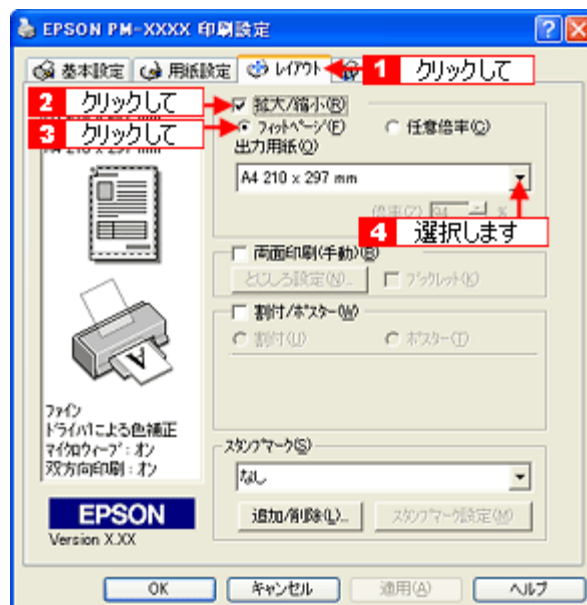 EPSON PM-XXXX 印刷設定
基本設定 用紙設定 レイアウト
1 クリックして
2 クリックして
拡大/縮小(R)
3 クリックして
フィットページ(F) 任意倍率(C)
A4 210 x 297 mm
出力用紙(O)
A4 210 x 297 mm
倍率(Z) 94 %
4 選択します
両面印刷(手動)(B)
とじしろ設定(N)... ブックレット(K)
割付/ポスター(W)
割付(U) ポスター(T)
ファイン
ドライバによる色補正
マイクロウィーブ : オン
双方向印刷 : オン
スタンプマーク(S)
なし
追加/削除(L)... スタンプマーク設定(M)
EPSON
Version X.XX
OK キャンセル 適用(A) ヘルプ